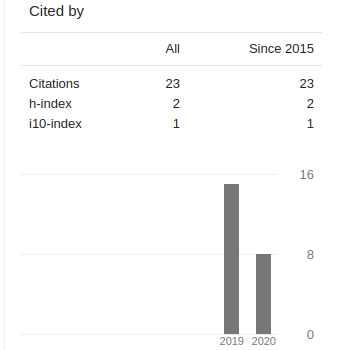 Cited by
All Since 2015
Citations 23 23
h-index 2 2
i10-index 1 1
16
8
0
2019 2020